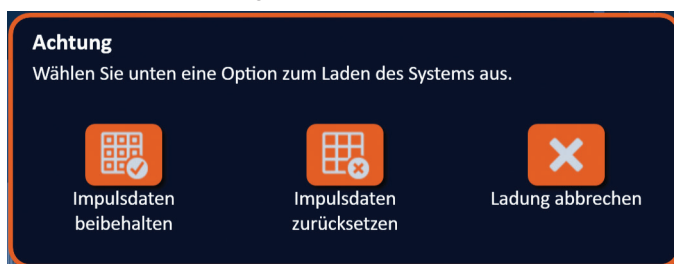 Achtung
Wählen Sie unten eine Option zum Laden des Systems aus.
Impulsdaten
beibehalten
Impulsdaten
zurücksetzen
Ladung abbrechen